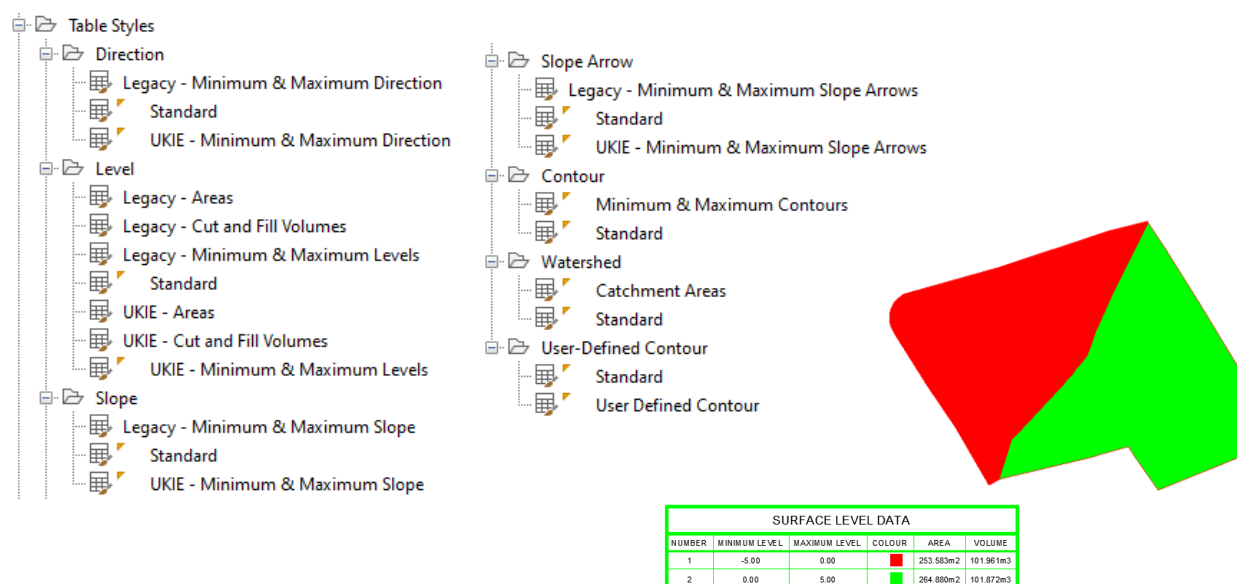 Table Styles
Direction
Legacy - Minimum & Maximum Direction
Standard
UKIE - Minimum & Maximum Direction
Level
Legacy - Areas
Legacy - Cut and Fill Volumes
Legacy - Minimum & Maximum Levels
Standard
UKIE - Areas
UKIE - Cut and Fill Volumes
UKIE - Minimum & Maximum Levels
Slope
Legacy - Minimum & Maximum Slope
Standard
UKIE - Minimum & Maximum Slope
Slope Arrow
Legacy - Minimum & Maximum Slope Arrows
Standard
UKIE - Minimum & Maximum Slope Arrows
Contour
Minimum & Maximum Contours
Standard
Watershed
Catchment Areas
Standard
User-Defined Contour
Standard
User Defined Contour
SURFACE LEVEL DATA
NUMBER MINIMUM LEVEL MAXIMUM LEVEL COLOUR AREA VOLUME
1 -5.00 0.00 253.583m2 101.961m3
2 0.00 5.00 264.880m2 101.872m3